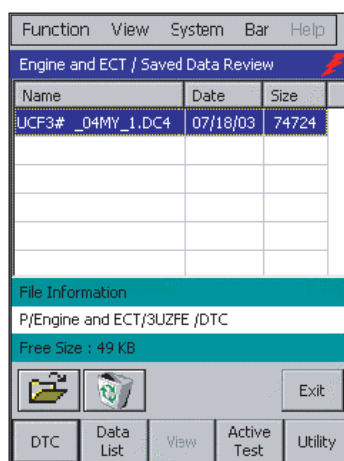 Function View System Bar Help
Engine and ECT / Saved Data Review
Name Date Size
UCF3# _04MY_1.DC4 07/18/03 74724
File Information
P/Engine and ECT/3UZFE /DTC
Free Size : 49 KB
Exit
DTC Data List View Active Test Utility